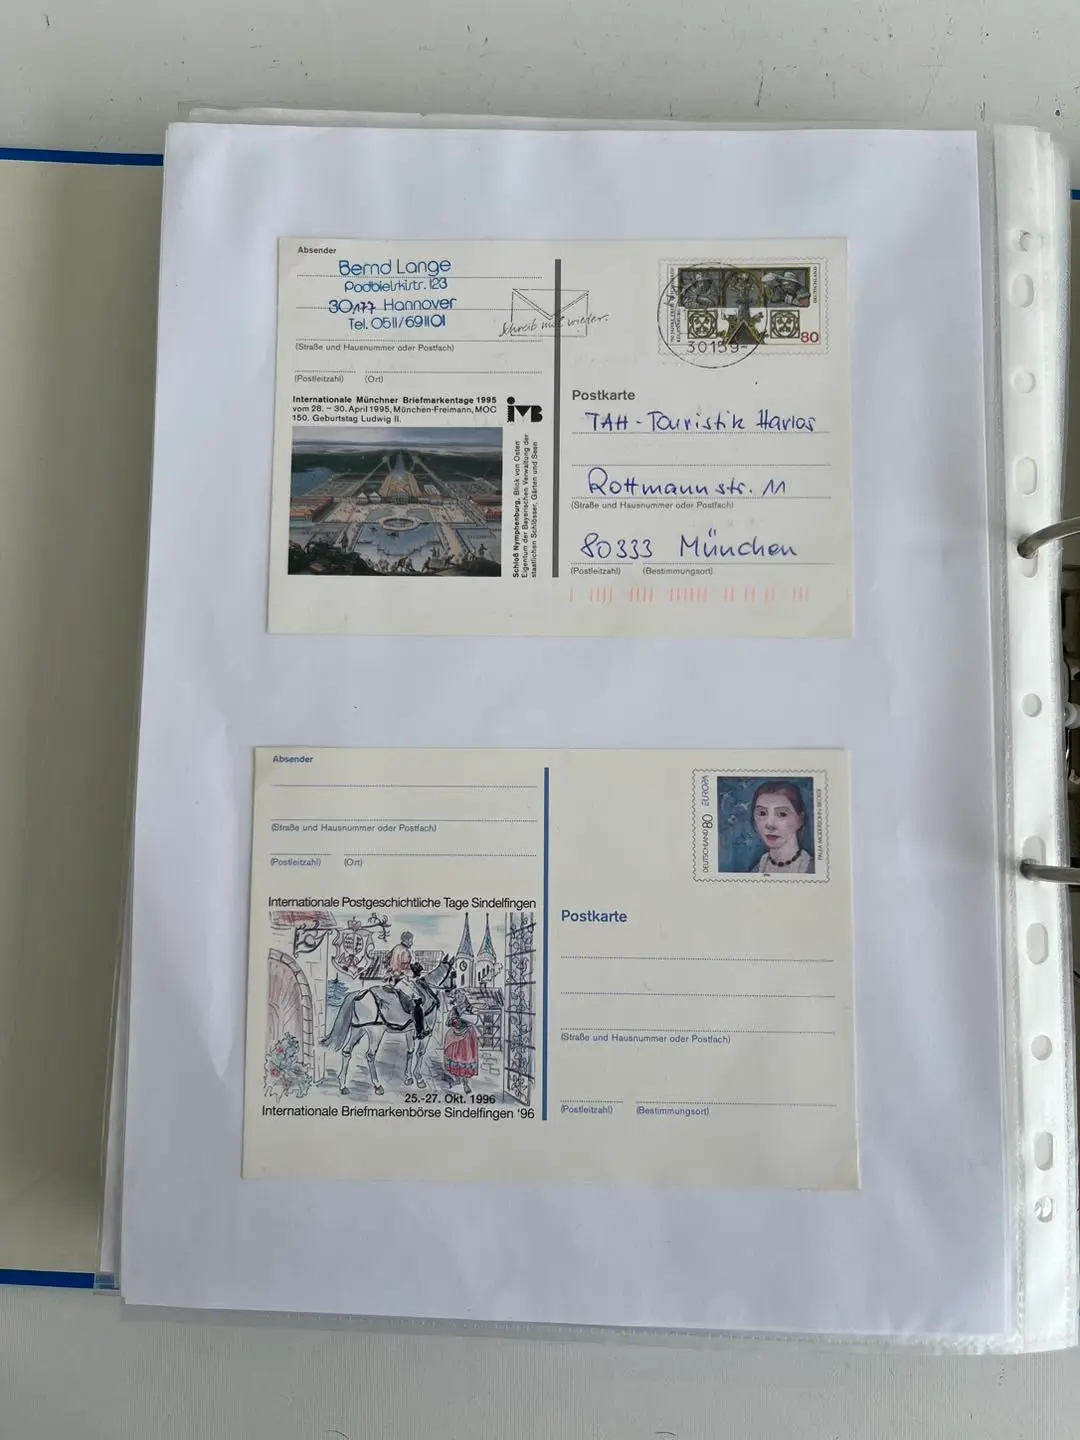 Absender
Bernd Lange
Podbielskistr. 123
30177 Hannover
Tel. 0511/691101
(Straße und Hausnummer oder Postfach)
(Postleitzahl) (Ort)
Schreib mal wieder.
DEUTSCHLAND
80
30159
Internationale Münchner Briefmarkentage 1995
vom 28. – 30. April 1995, München-Freimann, MOC
150. Geburtstag Ludwig II.
iMB
Schloß Nymphenburg, Blick von Osten
Eigentum der Bayerischen Verwaltung der
staatlichen Schlösser, Gärten und Seen
Postkarte
TAH-Touristik Harlos
Rottmannstr. 11
(Straße und Hausnummer oder Postfach)
80333 München
(Postleitzahl) (Bestimmungsort)
Absender
(Straße und Hausnummer oder Postfach)
(Postleitzahl) (Ort)
DEUTSCHLAND 80 EUROPA
PAULA MODERSOHN-BECKER
Internationale Postgeschichtliche Tage Sindelfingen
25.-27. Okt. 1996
Internationale Briefmarkenbörse Sindelfingen '96
Postkarte
(Straße und Hausnummer oder Postfach)
(Postleitzahl) (Bestimmungsort)